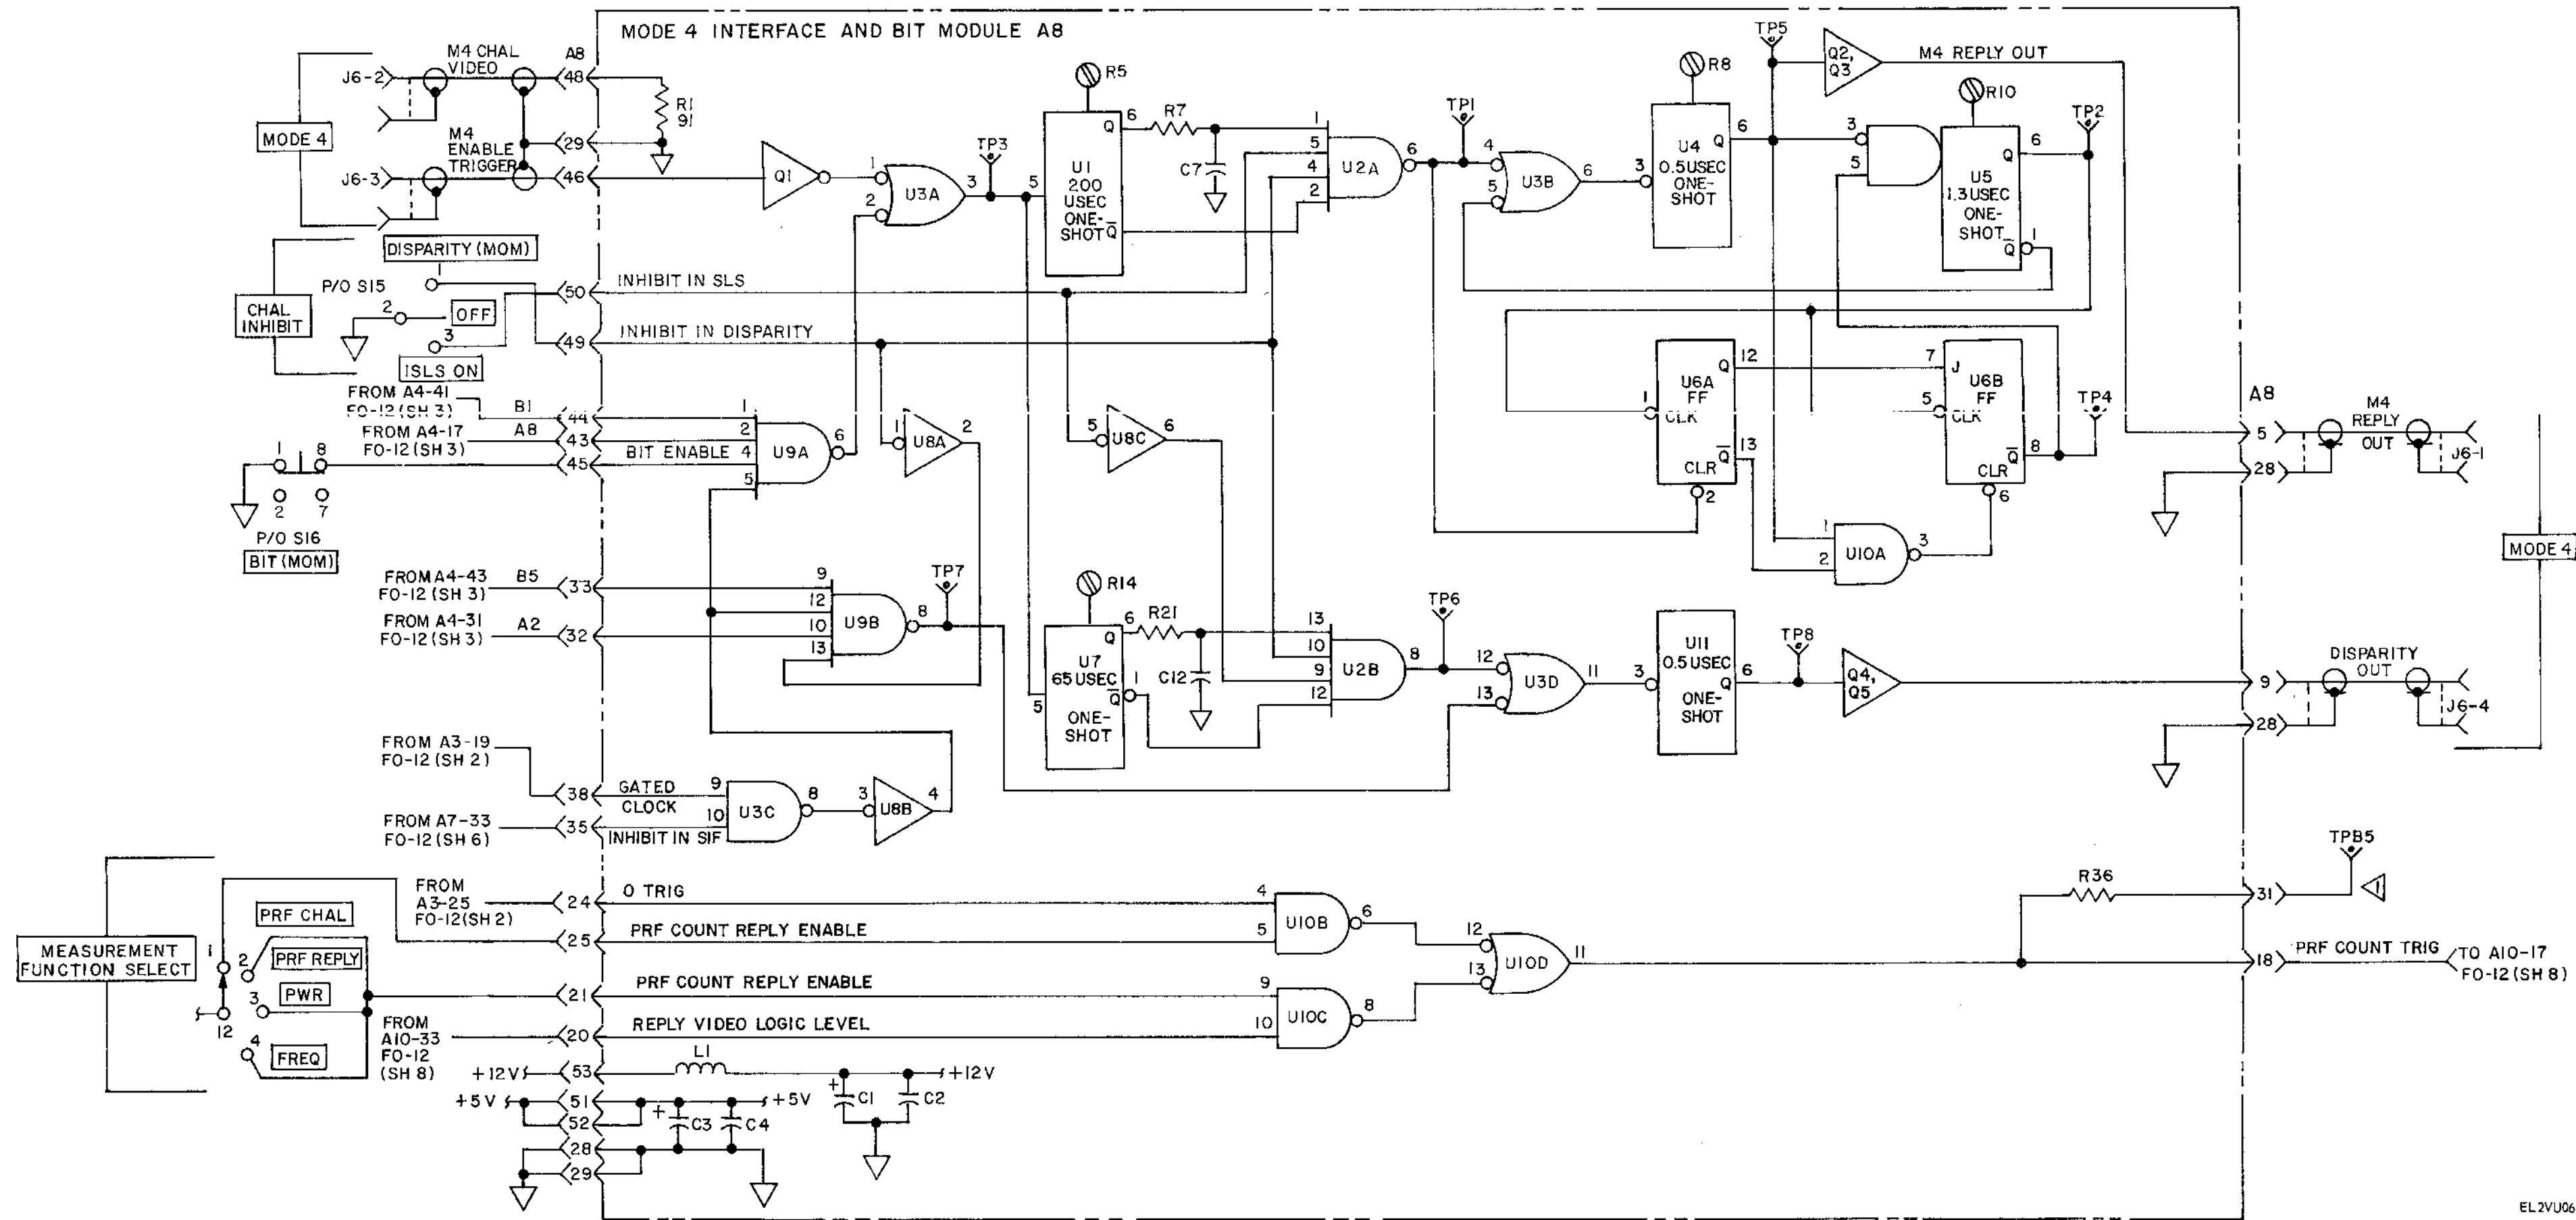 MODE 4 INTERFACE AND BIT MODULE A8
M4 CHAL
VIDEO
A8
J6-2
48
R1
91
MODE 4
M4
ENABLE
TRIGGER
29
J6-3
46
Q1
1
2
U3A
3
TP3
5
R5
U1
200
USEC
ONE-
SHOT
Q
6
Q
R7
C7
1
5
4
2
U2A
6
TP1
4
5
U3B
6
R8
3
U4
0.5USEC
ONE-
SHOT
Q
6
TP5
Q2,
Q3
M4 REPLY OUT
3
5
R10
U5
1.3USEC
ONE-
SHOT
Q
6
Q
1
TP2
DISPARITY (MOM)
P/O S15
1
2
OFF
3
ISLS ON
CHAL
INHIBIT
50
INHIBIT IN SLS
49
INHIBIT IN DISPARITY
FROM A4-41
FO-12 (SH 3)
B1
44
FROM A4-17
FO-12 (SH 3)
A8
43
BIT ENABLE
45
1
2
4
5
U9A
6
1
U8A
2
5
U8C
6
1
8
2
7
P/O S16
BIT (MOM)
U6A
FF
1
CLK
Q
12
Q
13
CLR
2
7
J
U6B
FF
5
CLK
Q
8
CLR
6
TP4
1
2
U10A
3
A8
5
M4
REPLY
OUT
28
J6-1
MODE 4
FROM A4-43
FO-12 (SH 3)
B5
33
FROM A4-31
FO-12 (SH 3)
A2
32
9
12
10
13
U9B
8
TP7
R14
U7
65USEC
ONE-
SHOT
5
Q
6
Q
1
R21
C12
13
10
9
12
U2B
8
TP6
12
13
U3D
11
3
U11
0.5USEC
ONE-
SHOT
Q
6
TP8
Q4,
Q5
9
DISPARITY
OUT
28
J6-4
FROM A3-19
FO-12 (SH 2)
38
GATED
CLOCK
FROM A7-33
FO-12 (SH 6)
35
INHIBIT IN SIF
9
10
U3C
8
3
U8B
4
MEASUREMENT
FUNCTION SELECT
PRF CHAL
1
2
PRF REPLY
3
PWR
12
4
FREQ
FROM
A3-25
FO-12 (SH 2)
24
O TRIG
25
PRF COUNT REPLY ENABLE
21
PRF COUNT REPLY ENABLE
FROM
A10-33
FO-12
(SH 8)
20
REPLY VIDEO LOGIC LEVEL
4
5
U10B
6
9
10
U10C
8
12
13
U10D
11
R36
31
TPB5
1
18
PRF COUNT TRIG
TO A10-17
FO-12 (SH 8)
+12V
53
L1
+12V
+
C1
C2
+5V
51
52
+5V
+
C3
C4
28
29
EL2VU06